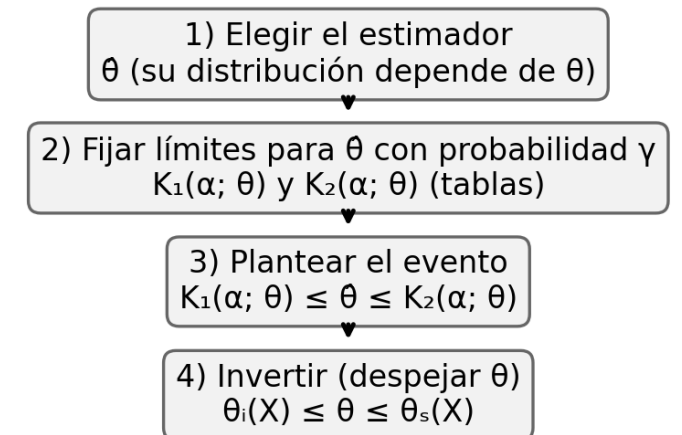 1) Elegir el estimador
θ̂ (su distribución depende de θ)
2) Fijar límites para θ̂ con probabilidad γ
K₁(α; θ) y K₂(α; θ) (tablas)
3) Plantear el evento
K₁(α; θ) ≤ θ̂ ≤ K₂(α; θ)
4) Invertir (despejar θ)
θᵢ(X) ≤ θ ≤ θₛ(X)